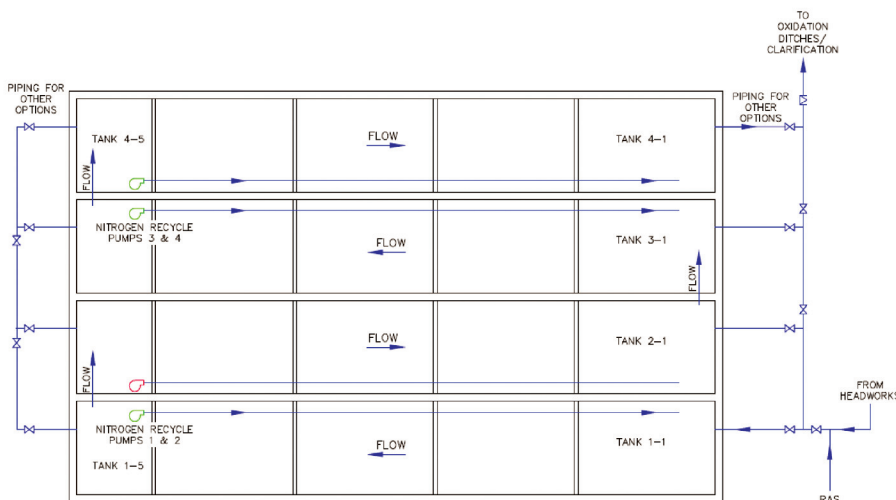 TO
OXIDATION
DITCHES/
CLARIFICATION
PIPING FOR
OTHER
OPTIONS
PIPING FOR
OTHER
OPTIONS
TANK 4-5
FLOW
TANK 4-1
FLOW
NITROGEN RECYCLE
PUMPS 3 & 4
FLOW
TANK 3-1
FLOW
FLOW
TANK 2-1
FLOW
FROM
HEADWORKS
NITROGEN RECYCLE
PUMPS 1 & 2
TANK 1-5
FLOW
TANK 1-1
RAS